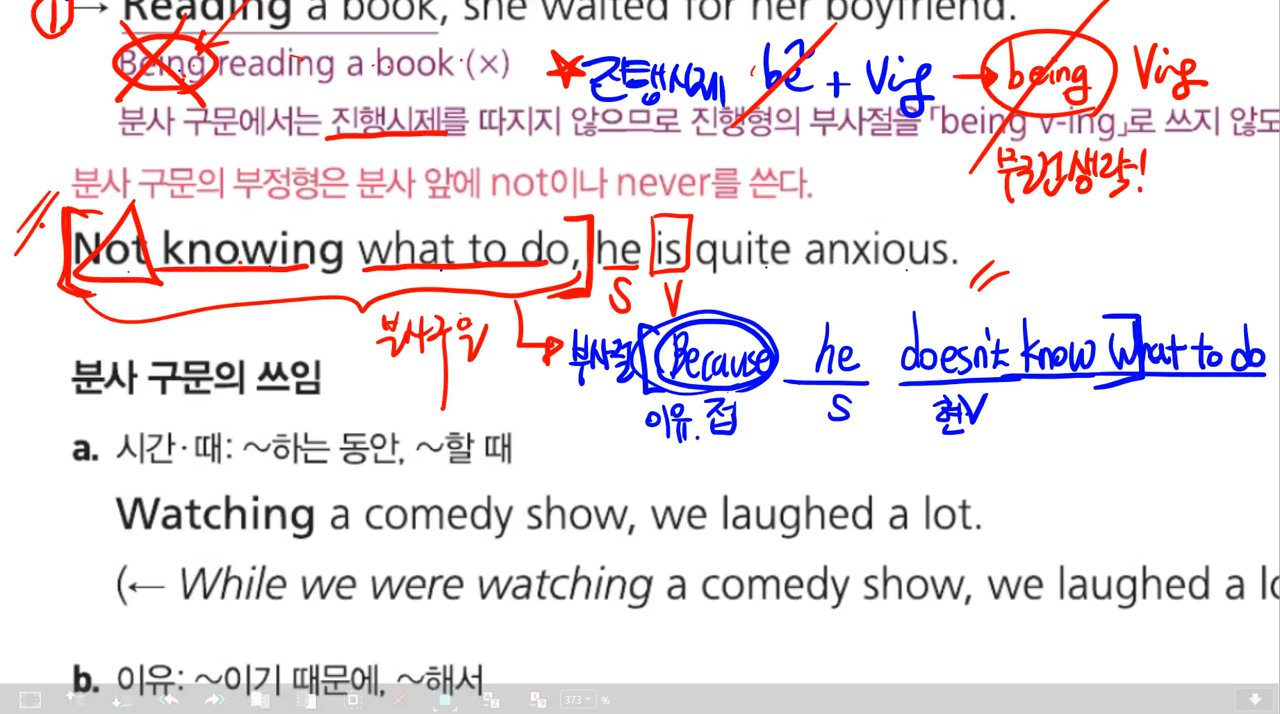 ① → Reading a book, she waited for her boyfriend.
Being reading a book (×) ★ 진행시제 be + Ving → being Ving
분사 구문에서는 진행시제를 따지지 않으므로 진행형의 부사절을 「being v-ing」로 쓰지 않도
무조건 생략!
분사 구문의 부정형은 분사 앞에 not이나 never를 쓴다.
Not knowing what to do, he is quite anxious.
S V
분사구문 → 부사절 Because he doesn't know what to do
이유.접 S 현V
분사 구문의 쓰임
a. 시간·때: ~하는 동안, ~할 때
Watching a comedy show, we laughed a lot.
(← While we were watching a comedy show, we laughed a lo
b. 이유: ~이기 때문에, ~해서
373 %